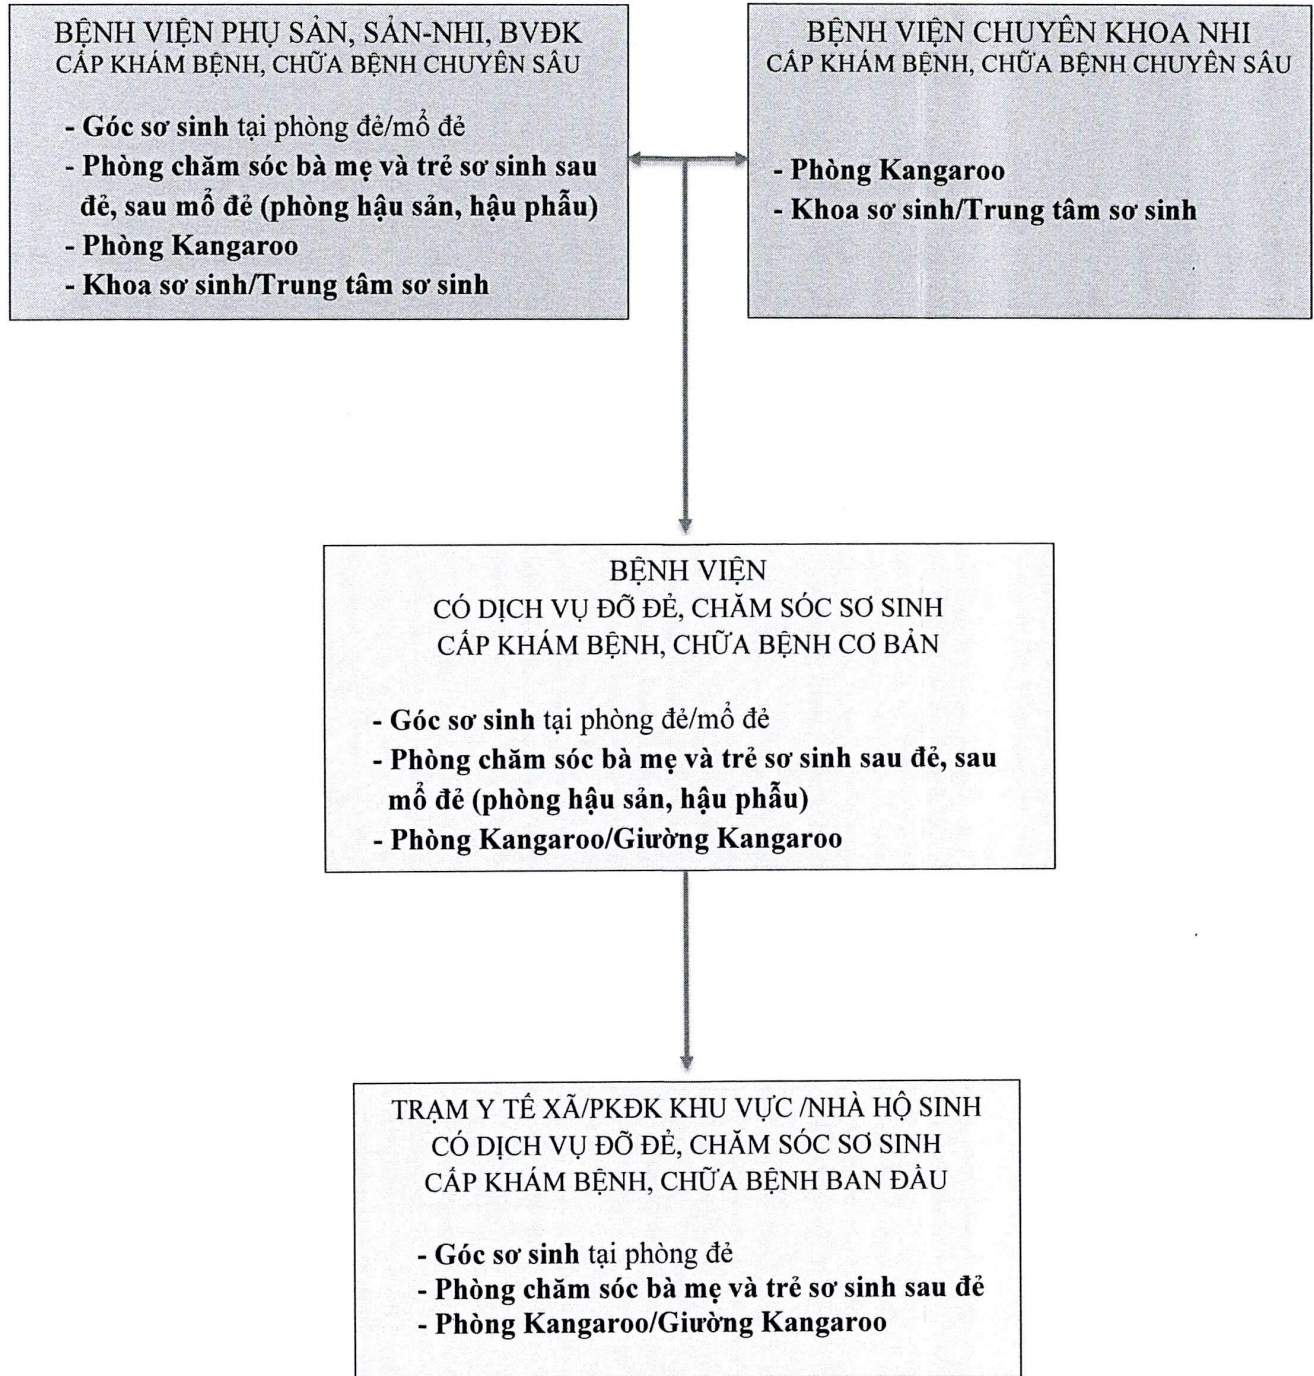 BỆNH VIỆN PHỤ SẢN, SẢN-NHI, BVĐK
CẤP KHÁM BỆNH, CHỮA BỆNH CHUYÊN SÂU
- Góc sơ sinh tại phòng đẻ/mổ đẻ
- Phòng chăm sóc bà mẹ và trẻ sơ sinh sau
đẻ, sau mổ đẻ (phòng hậu sản, hậu phẫu)
- Phòng Kangaroo
- Khoa sơ sinh/Trung tâm sơ sinh
BỆNH VIỆN CHUYÊN KHOA NHI
CẤP KHÁM BỆNH, CHỮA BỆNH CHUYÊN SÂU
- Phòng Kangaroo
- Khoa sơ sinh/Trung tâm sơ sinh
BỆNH VIỆN
CÓ DỊCH VỤ ĐỠ ĐẺ, CHĂM SÓC SƠ SINH
CẤP KHÁM BỆNH, CHỮA BỆNH CƠ BẢN
- Góc sơ sinh tại phòng đẻ/mổ đẻ
- Phòng chăm sóc bà mẹ và trẻ sơ sinh sau đẻ, sau
mổ đẻ (phòng hậu sản, hậu phẫu)
- Phòng Kangaroo/Giường Kangaroo
TRẠM Y TẾ XÃ/PKĐK KHU VỰC /NHÀ HỘ SINH
CÓ DỊCH VỤ ĐỠ ĐẺ, CHĂM SÓC SƠ SINH
CẤP KHÁM BỆNH, CHỮA BỆNH BAN ĐẦU
- Góc sơ sinh tại phòng đẻ
- Phòng chăm sóc bà mẹ và trẻ sơ sinh sau đẻ
- Phòng Kangaroo/Giường Kangaroo